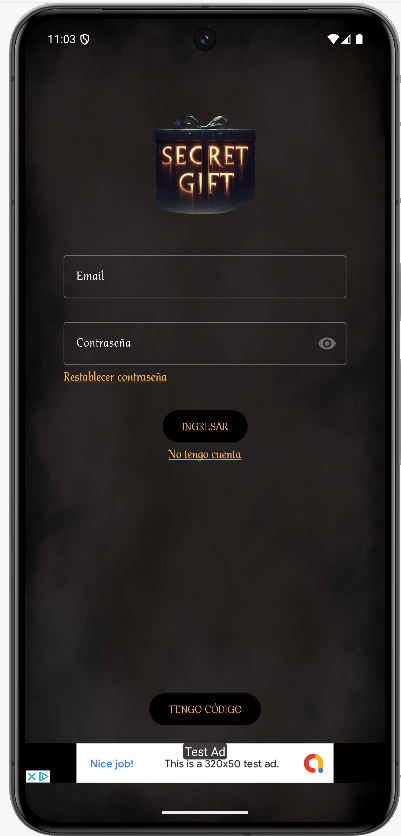 11:03
SECRET
GIFT
Email
Contraseña
Restablecer contraseña
INGRESAR
No tengo cuenta
TENGO CÓDIGO
Test Ad
Nice job!
This is a 320x50 test ad.